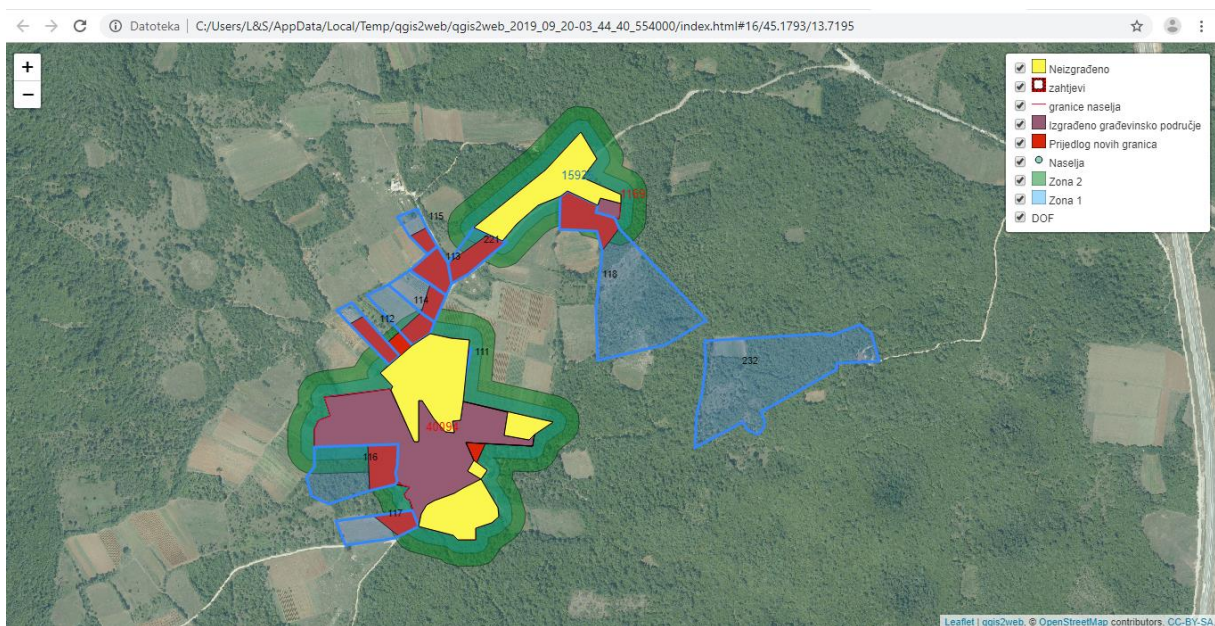 Datoteka | C:/Users/L&S/AppData/Local/Temp/qgis2web/qgis2web_2019_09_20-03_44_40_554000/index.html#16/45.1793/13.7195
+
−
Neizgrađeno
zahtjevi
granice naselja
Izgrađeno građevinsko područje
Prijedlog novih granica
Naselja
Zona 2
Zona 1
DOF
115
221
113
118
114
112
111
232
116
117
Leaflet | qgis2web, © OpenStreetMap contributors, CC-BY-SA